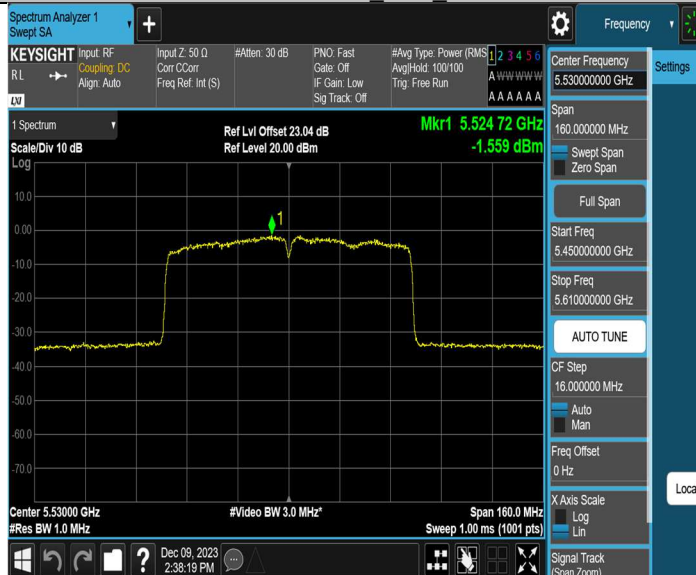 Spectrum Analyzer 1
Swept SA
Frequency
KEYSIGHT
RL
LXI
Input: RF
Coupling: DC
Align: Auto
Input Z: 50 Ω
Corr CCorr
Freq Ref: Int (S)
#Atten: 30 dB
PNO: Fast
Gate: Off
IF Gain: Low
Sig Track: Off
#Avg Type: Power (RMS
Avg|Hold: 100/100
Trig: Free Run
1 2 3 4 5 6
A W W W W W
A A A A A A
1 Spectrum
Scale/Div 10 dB
Log
Ref Lvl Offset 23.04 dB
Ref Level 20.00 dBm
Mkr1 5.524 72 GHz
-1.559 dBm
1
10.0
0.00
-10.0
-20.0
-30.0
-40.0
-50.0
-60.0
-70.0
Center 5.53000 GHz
#Res BW 1.0 MHz
#Video BW 3.0 MHz*
Span 160.0 MHz
Sweep 1.00 ms (1001 pts)
Dec 09, 2023
2:38:19 PM
?
Center Frequency
5.530000000 GHz
Span
160.000000 MHz
Swept Span
Zero Span
Full Span
Start Freq
5.450000000 GHz
Stop Freq
5.610000000 GHz
AUTO TUNE
CF Step
16.000000 MHz
Auto
Man
Freq Offset
0 Hz
X Axis Scale
Log
Lin
Signal Track
(Span Zoom)
Settings
Loca